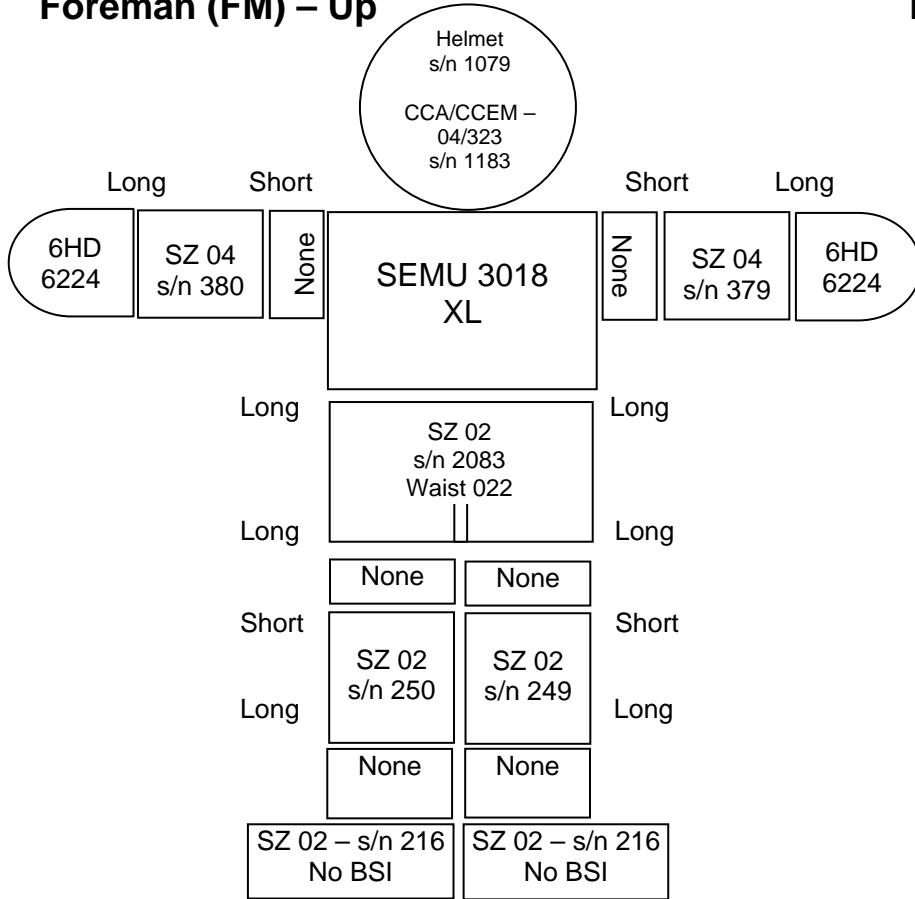 Foreman (FM) – Up
Helmet
s/n 1079
CCA/CCEM –
04/323
s/n 1183
Long Short Short Long
6HD
6224
SZ 04
s/n 380
None
SEMU 3018
XL
None
SZ 04
s/n 379
6HD
6224
Long Long
SZ 02
s/n 2083
Waist 022
Long Long
None None
Short Short
SZ 02
s/n 250
SZ 02
s/n 249
Long Long
None None
SZ 02 – s/n 216
No BSI
SZ 02 – s/n 216
No BSI